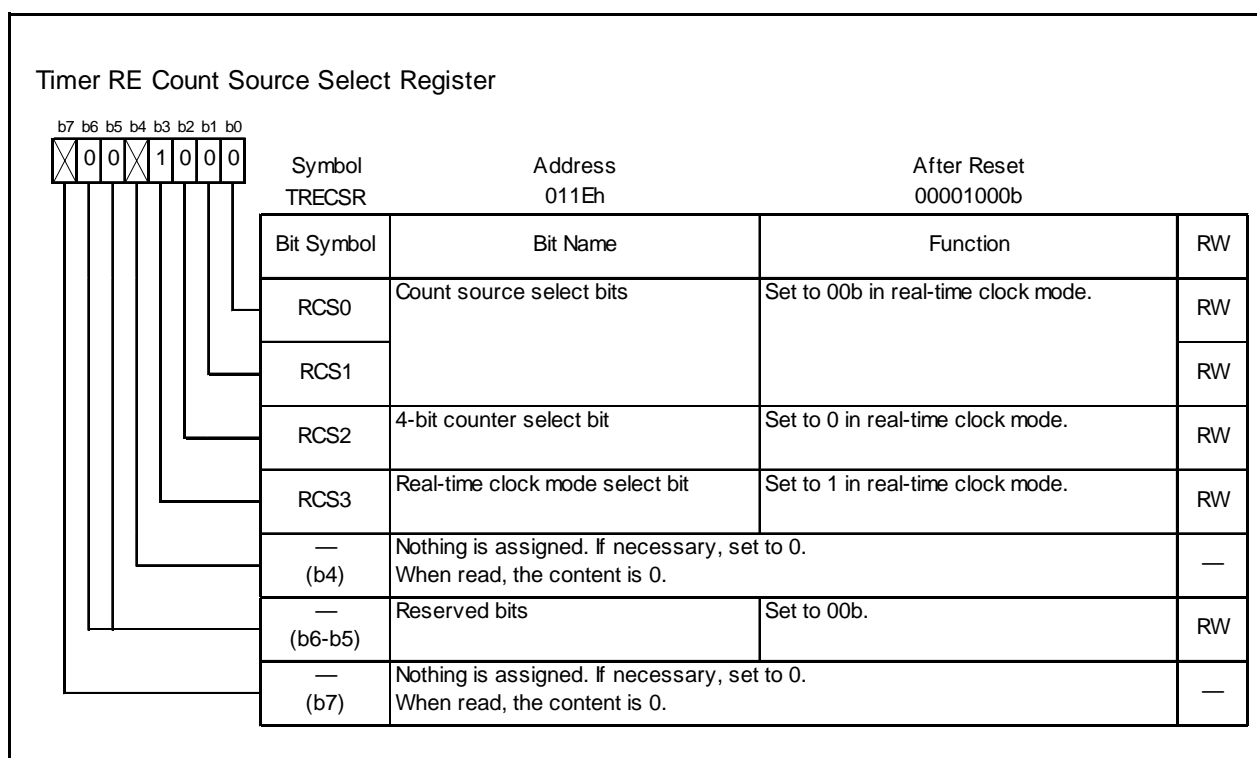 Timer RE Count Source Select Register
b7 b6 b5 b4 b3 b2 b1 b0
0 0 1 0 0 0
Symbol Address After Reset
TRECSR 011Eh 00001000b
Bit Symbol Bit Name Function RW
RCS0 Count source select bits Set to 00b in real-time clock mode. RW
RCS1 RW
RCS2 4-bit counter select bit Set to 0 in real-time clock mode. RW
RCS3 Real-time clock mode select bit Set to 1 in real-time clock mode. RW
— Nothing is assigned. If necessary, set to 0. —
(b4) When read, the content is 0.
— Reserved bits Set to 00b. RW
(b6-b5)
— Nothing is assigned. If necessary, set to 0. —
(b7) When read, the content is 0.